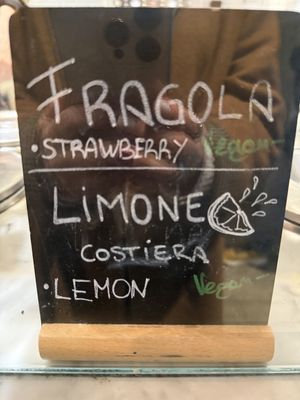 FRAGOLA
• STRAWBERRY Vegan
LiMONE
COSTiERA
• LEMON Vegan